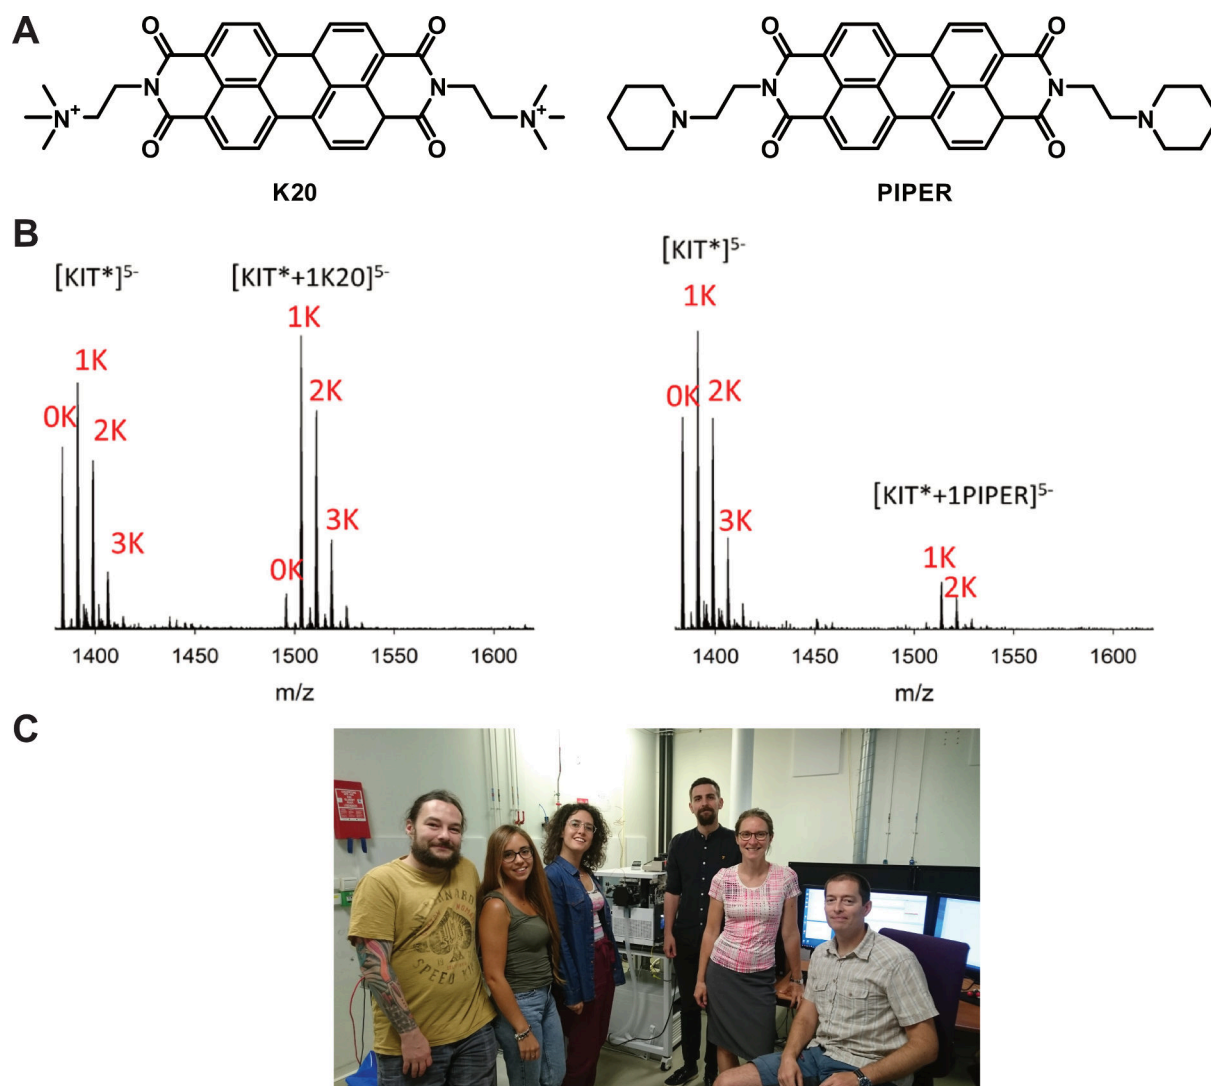 A
O O
N N
N+ N+
O O
K20
O O
N N
N N
O O
PIPER
B
[KIT*]5-
[KIT*+1K20]5-
0K
1K
2K
3K
0K
1K
2K
3K
1400 1450 1500 1550 1600
m/z
[KIT*]5-
[KIT*+1PIPER]5-
0K
1K
2K
3K
1K
2K
1400 1450 1500 1550 1600
m/z
C
SPEED